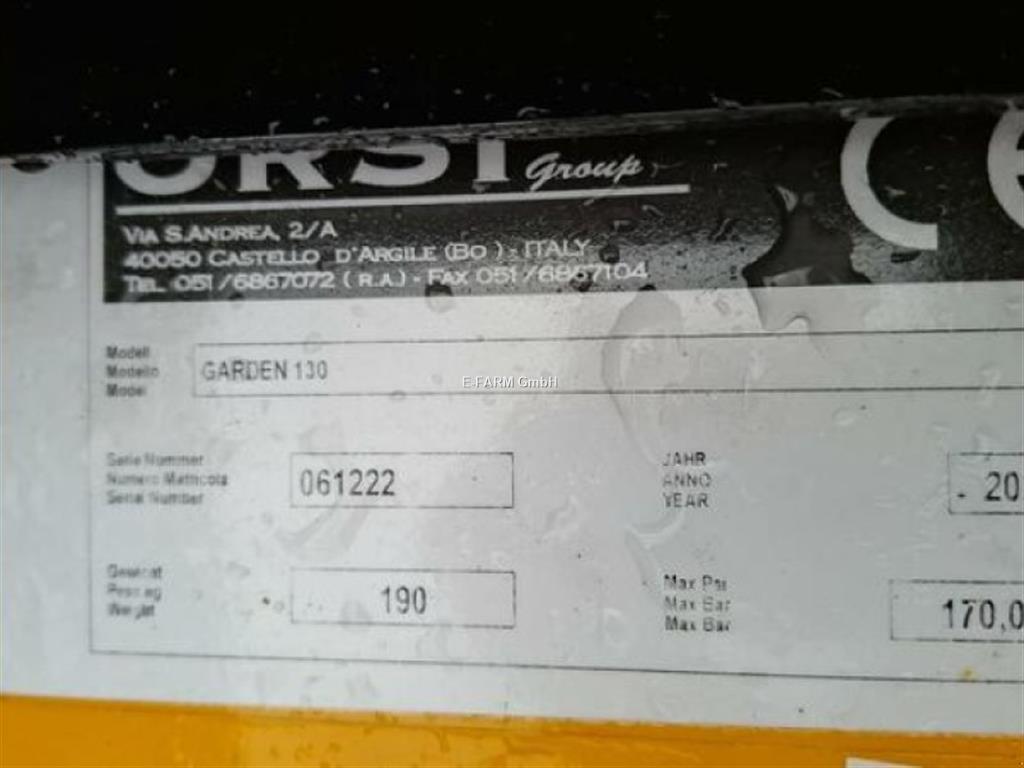 ORSI Group
VIA S.ANDREA, 2/A
40050 CASTELLO D'ARGILE (BO) - ITALY
TEL. 051/6867072 (R.A.) - FAX 051/6867104
CE
Modell
Modello
Model
GARDEN 130
E-FARM GmbH
Serie Nummer
Numero Matricola
Serial Number
061222
JAHR
ANNO
YEAR
20
Gewicht
Peso kg
Weight
190
Max Psi
Max Bar
Max Bar
170,0